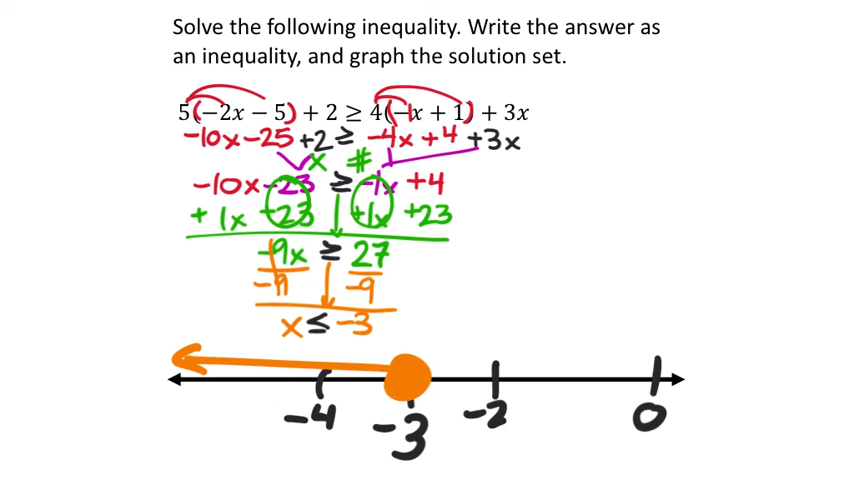 Solve the following inequality. Write the answer as
an inequality, and graph the solution set.
5(−2x − 5) + 2 ≥ 4(−1x + 1) + 3x
-10x-25+2 ≥ -4x+4+3x
x #
-10x-23 ≥ -1x+4
+1x +23 +1x +23
-9x ≥ 27
-9 -9
x ≤ -3
-4 -3 -2 0